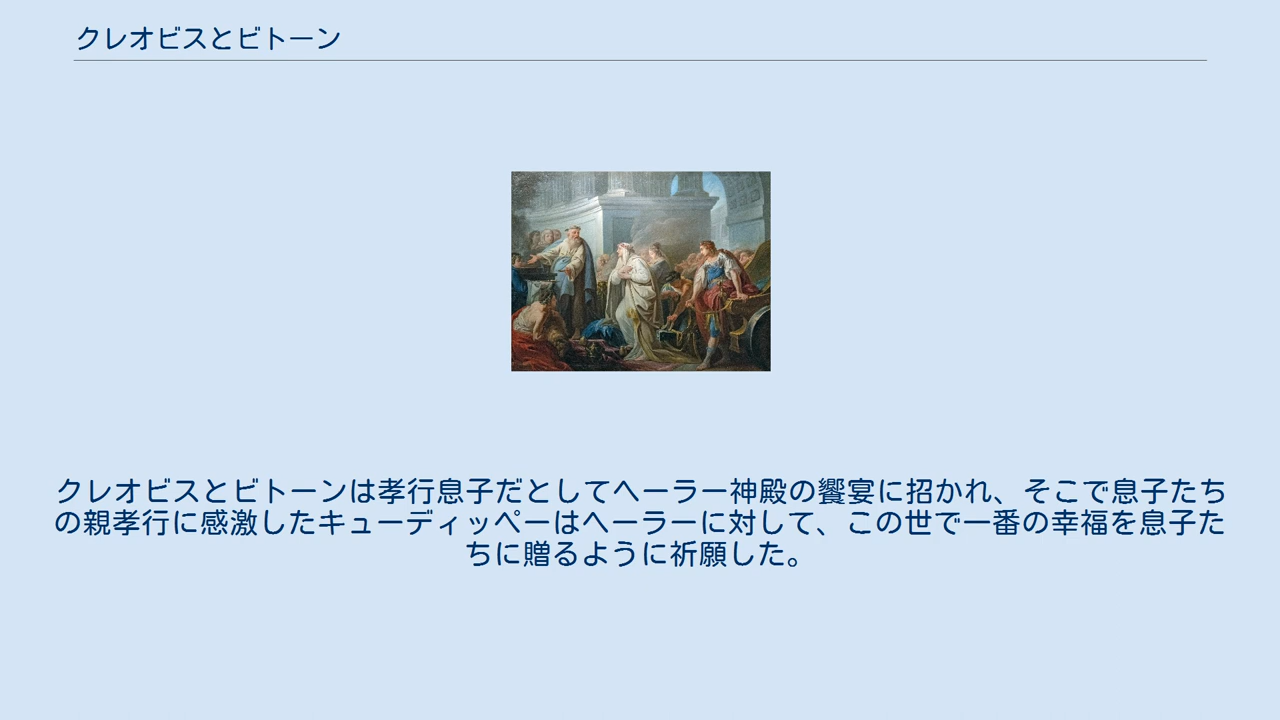 クレオビスとビトーン
クレオビスとビトーンは孝行息子だとしてヘーラー神殿の饗宴に招かれ、そこで息子たち
の親孝行に感激したキューディッペーはヘーラーに対して、この世で一番の幸福を息子た
ちに贈るように祈願した。